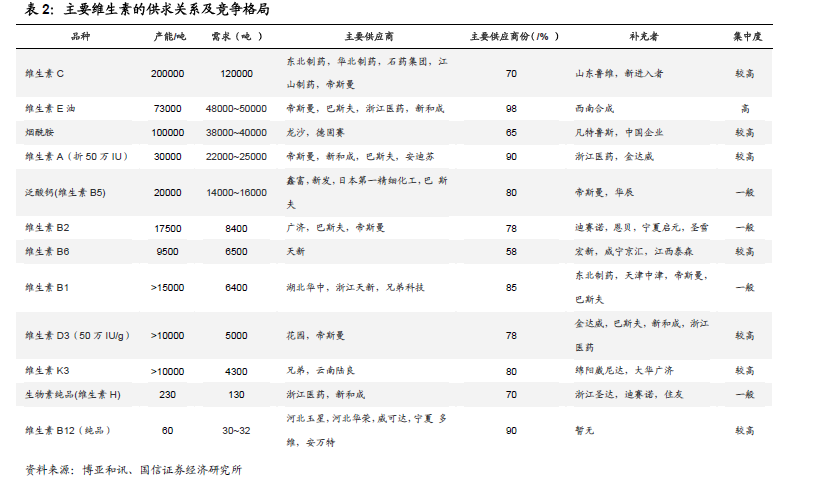 表 2：主要维生素的供求关系及竞争格局
品种 产能/吨 需求（吨 ） 主要供应商 主要供应商份（/% ） 补充者 集中度
维生素 C 200000 120000 东北制药，华北制药，石药集团，江山制药，帝斯曼 70 山东鲁维，新进入者 较高
维生素 E 油 73000 48000~50000 帝斯曼，巴斯夫，浙江医药，新和成 98 西南合成 高
烟酰胺 100000 38000~40000 龙沙，德固赛 65 凡特鲁斯，中国企业 较高
维生素 A（折 50 万 IU） 30000 22000~25000 帝斯曼，新和成，巴斯夫，安迪苏 90 浙江医药，金达威 较高
泛酸钙(维生素 B5) 20000 14000~16000 鑫富，新发，日本第一精细化工，巴 斯夫 80 帝斯曼，华辰 一般
维生素 B2 17500 8400 广济，巴斯夫，帝斯曼 78 迪赛诺，恩贝，宁夏启元，圣雪 一般
维生素 B6 9500 6500 天新 58 宏新，咸宁京汇，江西泰森 较高
维生素 B1 >15000 6400 湖北华中，浙江天新，兄弟科技 85 东北制药，天津中津，帝斯曼，巴斯夫 一般
维生素 D3（50 万 IU/g） >10000 5000 花园，帝斯曼 78 金达威，巴斯夫，新和成，浙江医药 较高
维生素 K3 >10000 4300 兄弟，云南陆良 80 绵阳崴尼达，大华广济 较高
生物素纯品(维生素 H) 230 130 浙江医药，新和成 70 浙江圣达，迪赛诺，住友 一般
维生素 B12（纯品） 60 30~32 河北玉星，河北华荣，威可达，宁夏 多维，安万特 90 暂无 较高
资料来源：博亚和讯、国信证券经济研究所